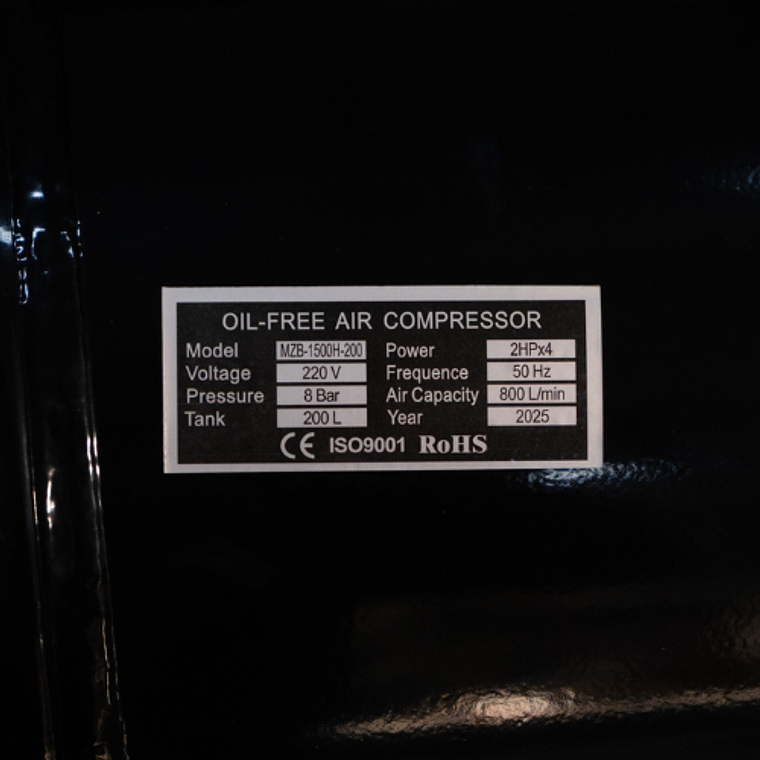 OIL-FREE AIR COMPRESSOR
Model MZB-1500H-200 Power 2HPx4
Voltage 220 V Frequence 50 Hz
Pressure 8 Bar Air Capacity 800 L/min
Tank 200 L Year 2025
CE ISO9001 RoHS